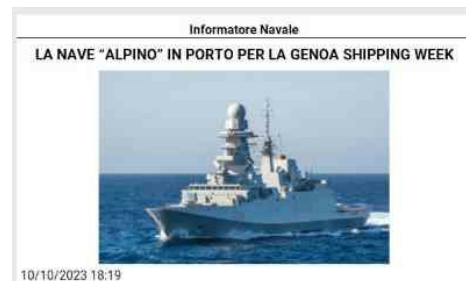 Informatore Navale
LA NAVE “ALPINO” IN PORTO PER LA GENOA SHIPPING WEEK
10/10/2023 18:19